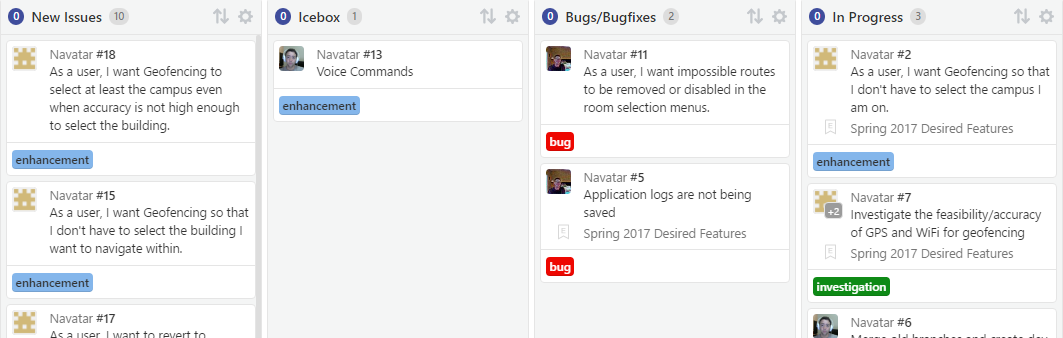 0 New Issues 10
Navatar #18
As a user, I want Geofencing to
select at least the campus even
when accuracy is not high enough
to select the building.
enhancement
Navatar #15
As a user, I want Geofencing so that
I don't have to select the building I
want to navigate within.
enhancement
Navatar #17
As a user, I want to revert to
0 Icebox 1
Navatar #13
Voice Commands
enhancement
0 Bugs/Bugfixes 2
Navatar #11
As a user, I want impossible routes
to be removed or disabled in the
room selection menus.
bug
Navatar #5
Application logs are not being
saved
Spring 2017 Desired Features
bug
0 In Progress 3
Navatar #2
As a user, I want Geofencing so that
I don't have to select the campus I
am on.
Spring 2017 Desired Features
enhancement
+2
Navatar #7
Investigate the feasibility/accuracy
of GPS and WiFi for geofencing
Spring 2017 Desired Features
investigation
Navatar #6
Merge old branches and create dev